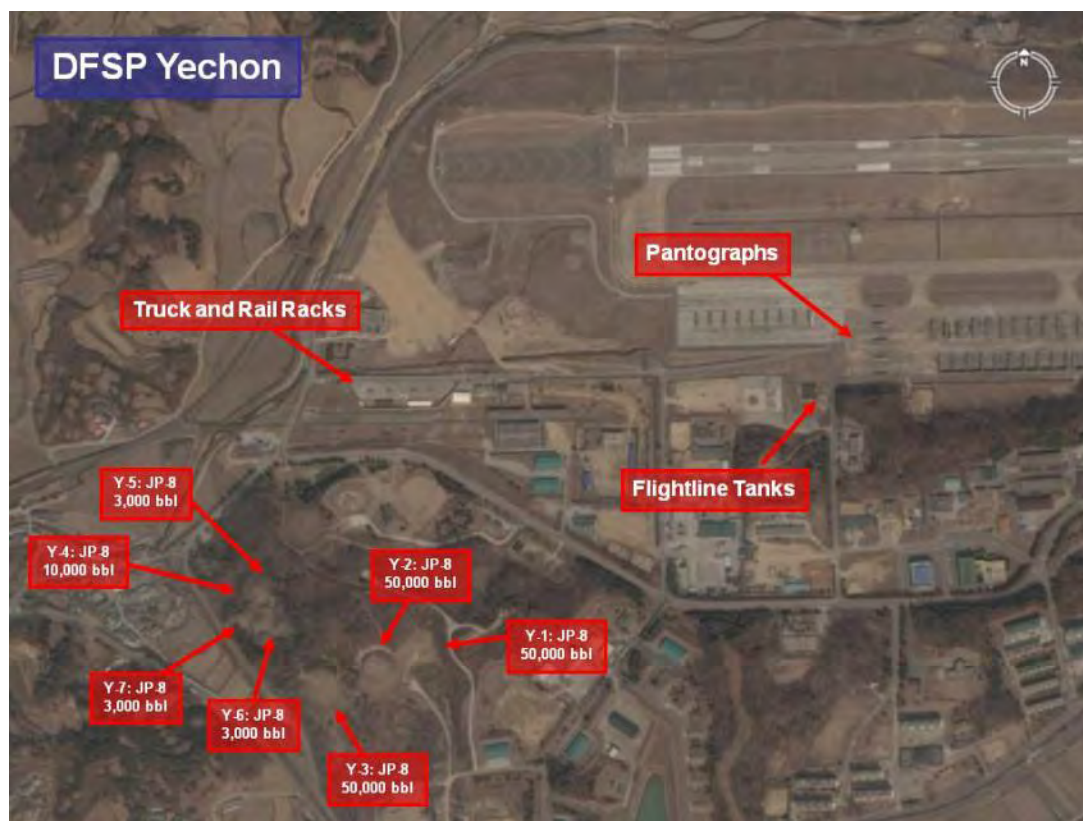 DFSP Yechon
N
Pantographs
Truck and Rail Racks
Flightline Tanks
Y-5: JP-8
3,000 bbl
Y-4: JP-8
10,000 bbl
Y-2: JP-8
50,000 bbl
Y-1: JP-8
50,000 bbl
Y-7: JP-8
3,000 bbl
Y-6: JP-8
3,000 bbl
Y-3: JP-8
50,000 bbl